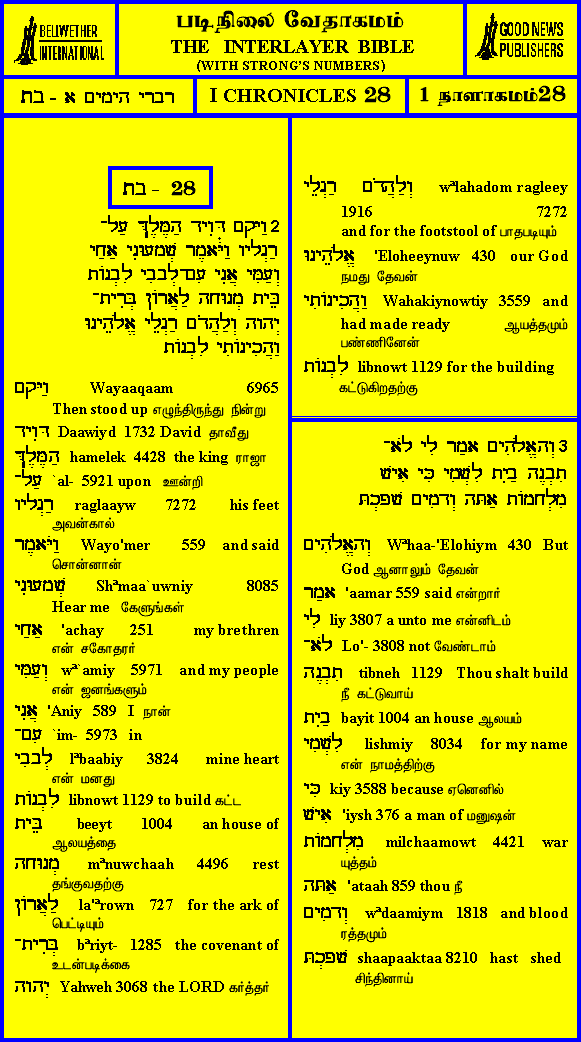 BELLWETHER
INTERNATIONAL
படிநிலை வேதாகமம்
THE INTERLAYER BIBLE
(WITH STRONG'S NUMBERS)
GOOD NEWS
PUBLISHERS
דברי הימים א - בת
I CHRONICLES 28
1 நாளாகமம்28
בת - 28
2 וַיָּקָם דָּוִיד הַמֶּלֶךְ עַל־
רַגְלָיו וַיֹּאמֶר שְׁמָעוּנִי אַחַי
וְעַמִּי אֲנִי עִם־לְבָבִי לִבְנוֹת
בֵּית מְנוּחָה לַאֲרוֹן בְּרִית־
יְהוָה וְלַהֲדֹם רַגְלֵי אֱלֹהֵינוּ
וַהֲכִינוֹתִי לִבְנוֹת
וַיָּקָם Wayaaqaam 6965
Then stood up எழுந்திருந்து நின்று
דָּוִיד Daawiyd 1732 David தாவீது
הַמֶּלֶךְ hamelek 4428 the king ராஜா
עַל־ `al- 5921 upon ஊன்றி
רַגְלָיו raglaayw 7272 his feet
அவன்கால்
וַיֹּאמֶר Wayo'mer 559 and said
சொன்னான்
שְׁמָעוּנִי Shªmaa`uwniy 8085
Hear me கேளுங்கள்
אַחַי 'achay 251 my brethren
என் சகோதரர்
וְעַמִּי wª`amiy 5971 and my people
என் ஜனங்களும்
אֲנִי 'Aniy 589 I நான்
עִם־ `im- 5973 in
לְבָבִי lªbaabiy 3824 mine heart
என் மனது
לִבְנוֹת libnowt 1129 to build கட்ட
בֵּית beeyt 1004 an house of
ஆலயத்தை
מְנוּחָה mªnuwchaah 4496 rest
தங்குவதற்கு
לַאֲרוֹן la'ªrown 727 for the ark of
பெட்டியும்
בְּרִית־ bªriyt- 1285 the covenant of
உடன்படிக்கை
יְהוָה Yahweh 3068 the LORD கர்த்தர்
וְלַהֲדֹם רַגְלֵי wªlahadom ragleey
1916 7272
and for the footstool of பாதபடியும்
אֱלֹהֵינוּ 'Eloheeynuw 430 our God
நமது தேவன்
וַהֲכִינוֹתִי Wahakiynowtiy 3559 and
had made ready ஆயத்தமும்
பண்ணினேன்
לִבְנוֹת libnowt 1129 for the building
கட்டுகிறதற்கு
3 וְהָאֱלֹהִים אָמַר לִי לֹא־
תִבְנֶה בַיִת לִשְׁמִי כִּי אִישׁ
מִלְחָמוֹת אַתָּה וְדָמִים שָׁפָכְתָּ
וְהָאֱלֹהִים Wªhaa-'Elohiym 430 But
God ஆனாலும் தேவன்
אָמַר 'aamar 559 said என்றார்
לִי liy 3807 a unto me என்னிடம்
לֹא־ Lo'- 3808 not வேண்டாம்
תִבְנֶה tibneh 1129 Thou shalt build
நீ கட்டுவாய்
בַיִת bayit 1004 an house ஆலயம்
לִשְׁמִי lishmiy 8034 for my name
என் நாமத்திற்கு
כִּי kiy 3588 because ஏனெனில்
אִישׁ 'iysh 376 a man of மனுஷன்
מִלְחָמוֹת milchaamowt 4421 war
யுத்தம்
אַתָּה 'ataah 859 thou நீ
וְדָמִים wªdaamiym 1818 and blood
ரத்தமும்
שָׁפָכְתָּ shaapaaktaa 8210 hast shed
சிந்தினாய்